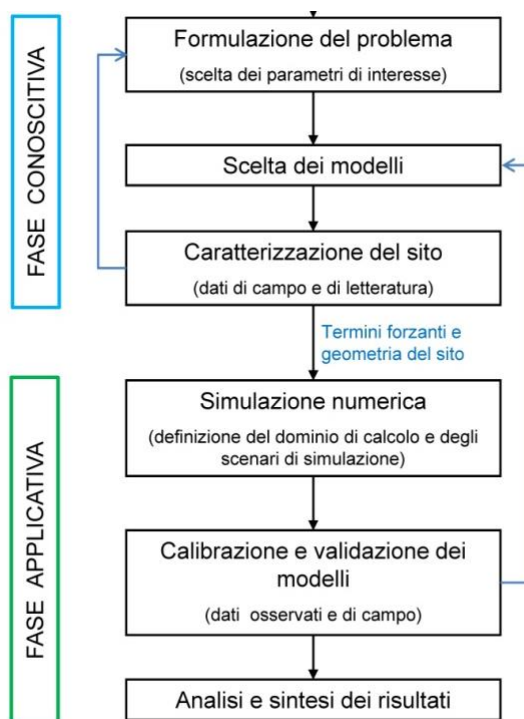 FASE CONOSCITIVA
Formulazione del problema
(scelta dei parametri di interesse)
Scelta dei modelli
Caratterizzazione del sito
(dati di campo e di letteratura)
Termini forzanti e
geometria del sito
FASE APPLICATIVA
Simulazione numerica
(definizione del dominio di calcolo e degli
scenari di simulazione)
Calibrazione e validazione dei
modelli
(dati osservati e di campo)
Analisi e sintesi dei risultati